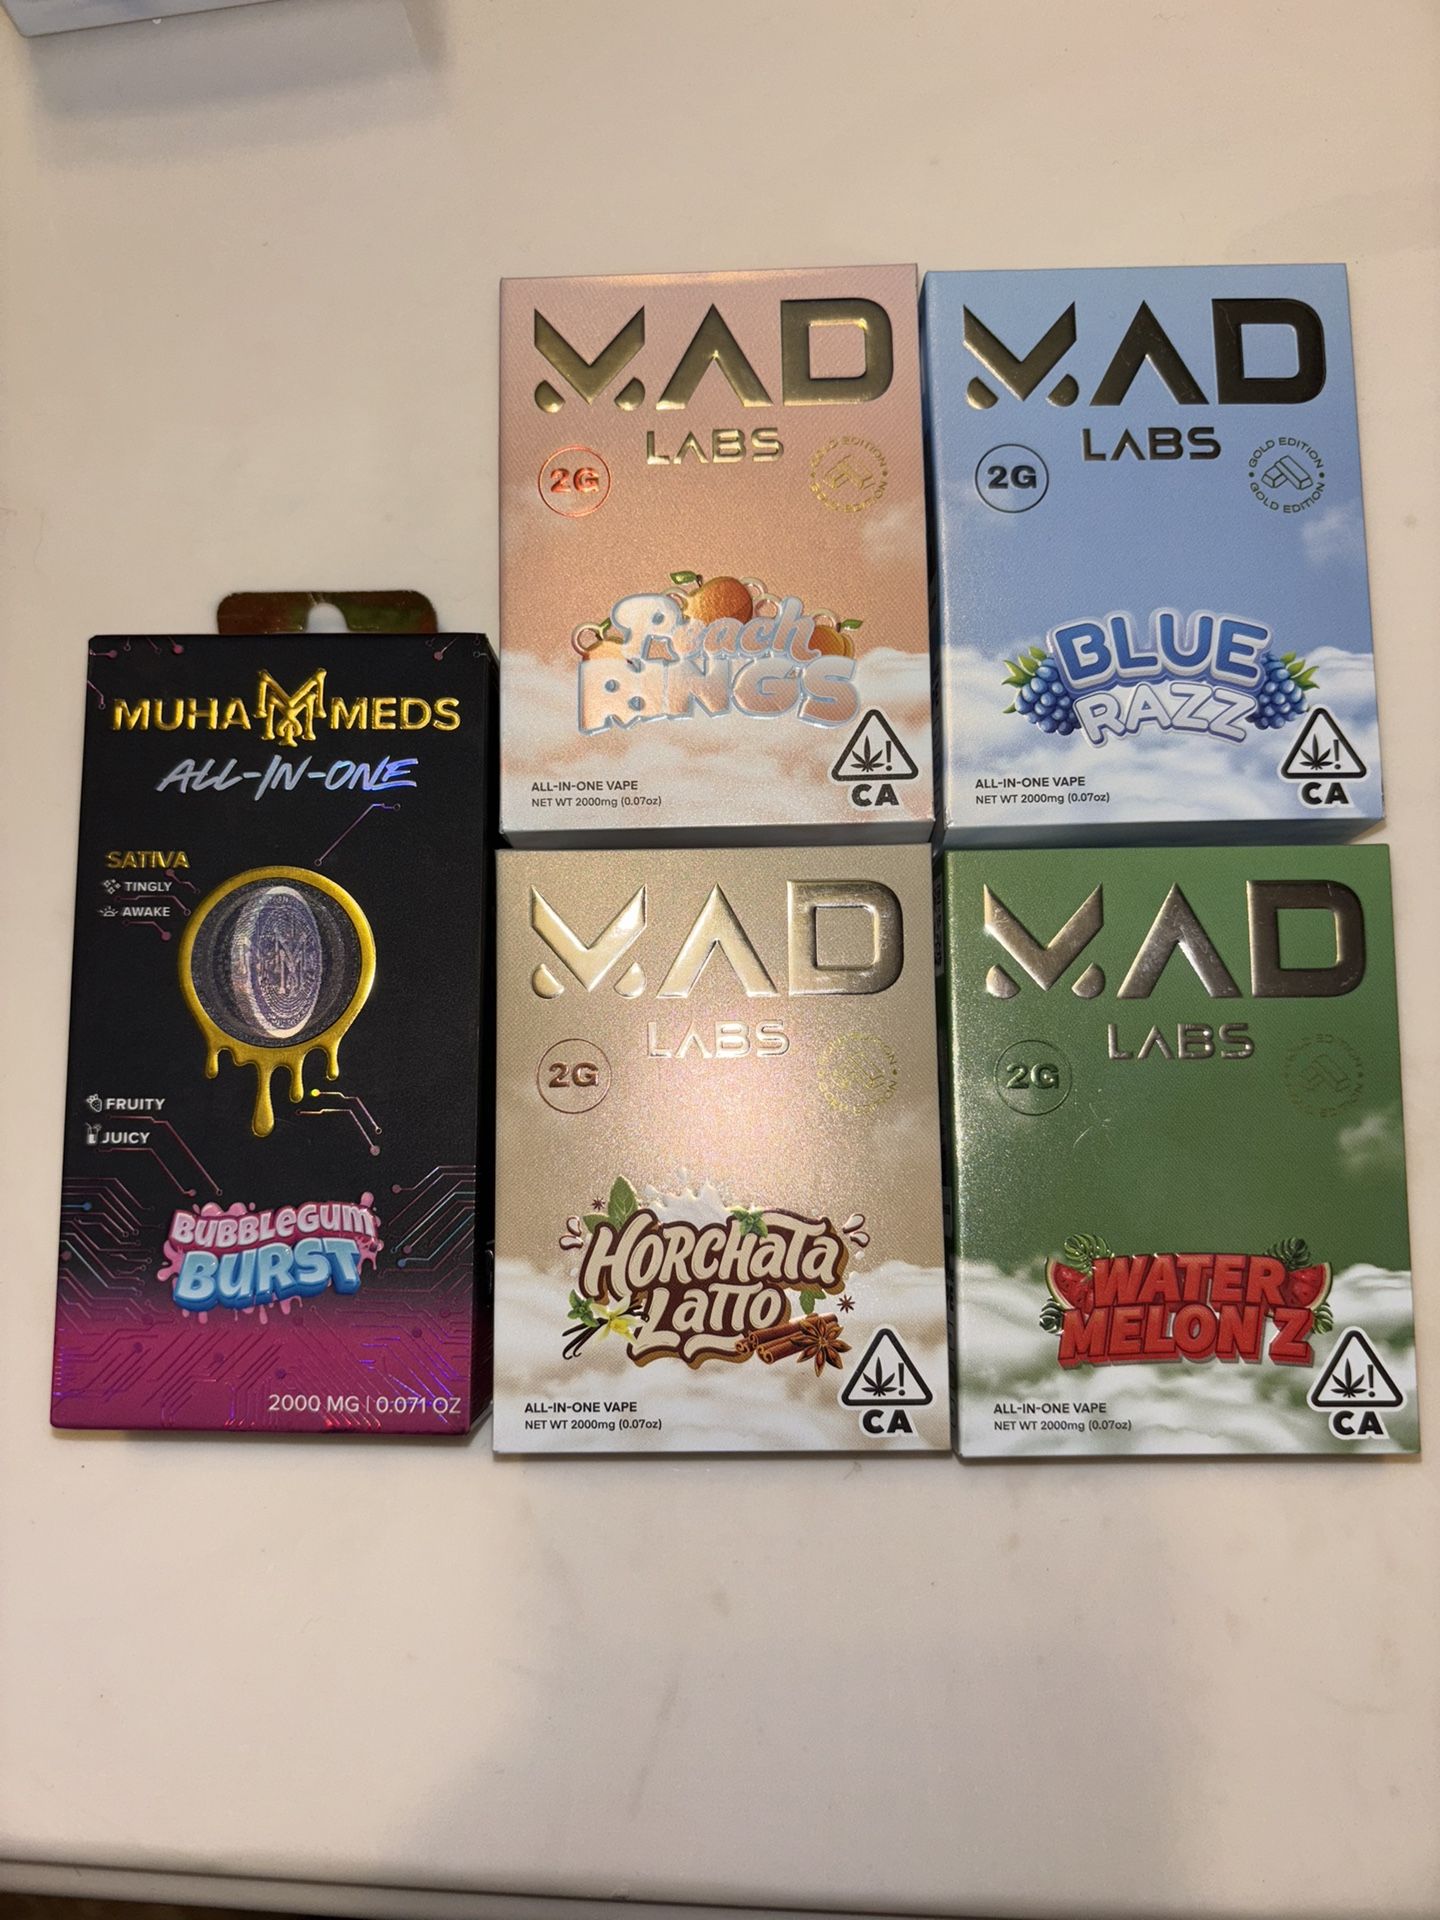 MUHA MEDS
ALL-IN-ONE
SATIVA
TINGLY
AWAKE
FRUITY
JUICY
BUBBLEGUM
BURST
2000 MG | 0.071 OZ
MAD
LABS
2G
GOLD EDITION
GOLD EDITION
Peach
RINGS
ALL-IN-ONE VAPE
NET WT 2000mg (0.07oz)
CA
MAD
LABS
2G
GOLD EDITION
GOLD EDITION
BLUE
RAZZ
ALL-IN-ONE VAPE
NET WT 2000mg (0.07oz)
CA
MAD
LABS
2G
HORCHATA
LATTO
ALL-IN-ONE VAPE
NET WT 2000mg (0.07oz)
CA
MAD
LABS
2G
WATER
MELON Z
ALL-IN-ONE VAPE
NET WT 2000mg (0.07oz)
CA